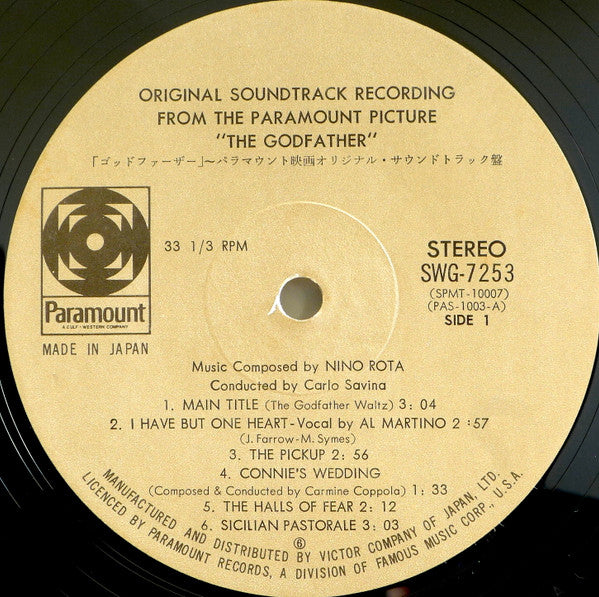 ORIGINAL SOUNDTRACK RECORDING
FROM THE PARAMOUNT PICTURE
"THE GODFATHER"
「ゴッドファーザー」～パラマウント映画オリジナル・サウンドトラック盤
33 1/3 RPM
Paramount
A GULF+WESTERN COMPANY
MADE IN JAPAN
STEREO
SWG-7253
(SPMT-10007)
(PAS-1003-A)
SIDE 1
Music Composed by NINO ROTA
Conducted by Carlo Savina
1. MAIN TITLE (The Godfather Waltz) 3:04
2. I HAVE BUT ONE HEART-Vocal by AL MARTINO 2:57
(J. Farrow-M. Symes)
3. THE PICKUP 2:56
4. CONNIE'S WEDDING
(Composed & Conducted by Carmine Coppola) 1:33
5. THE HALLS OF FEAR 2:12
6. SICILIAN PASTORALE 3:03
⑥
MANUFACTURED AND DISTRIBUTED BY VICTOR COMPANY OF JAPAN, LTD.
LICENCED BY PARAMOUNT RECORDS, A DIVISION OF FAMOUS MUSIC CORP., U.S.A.